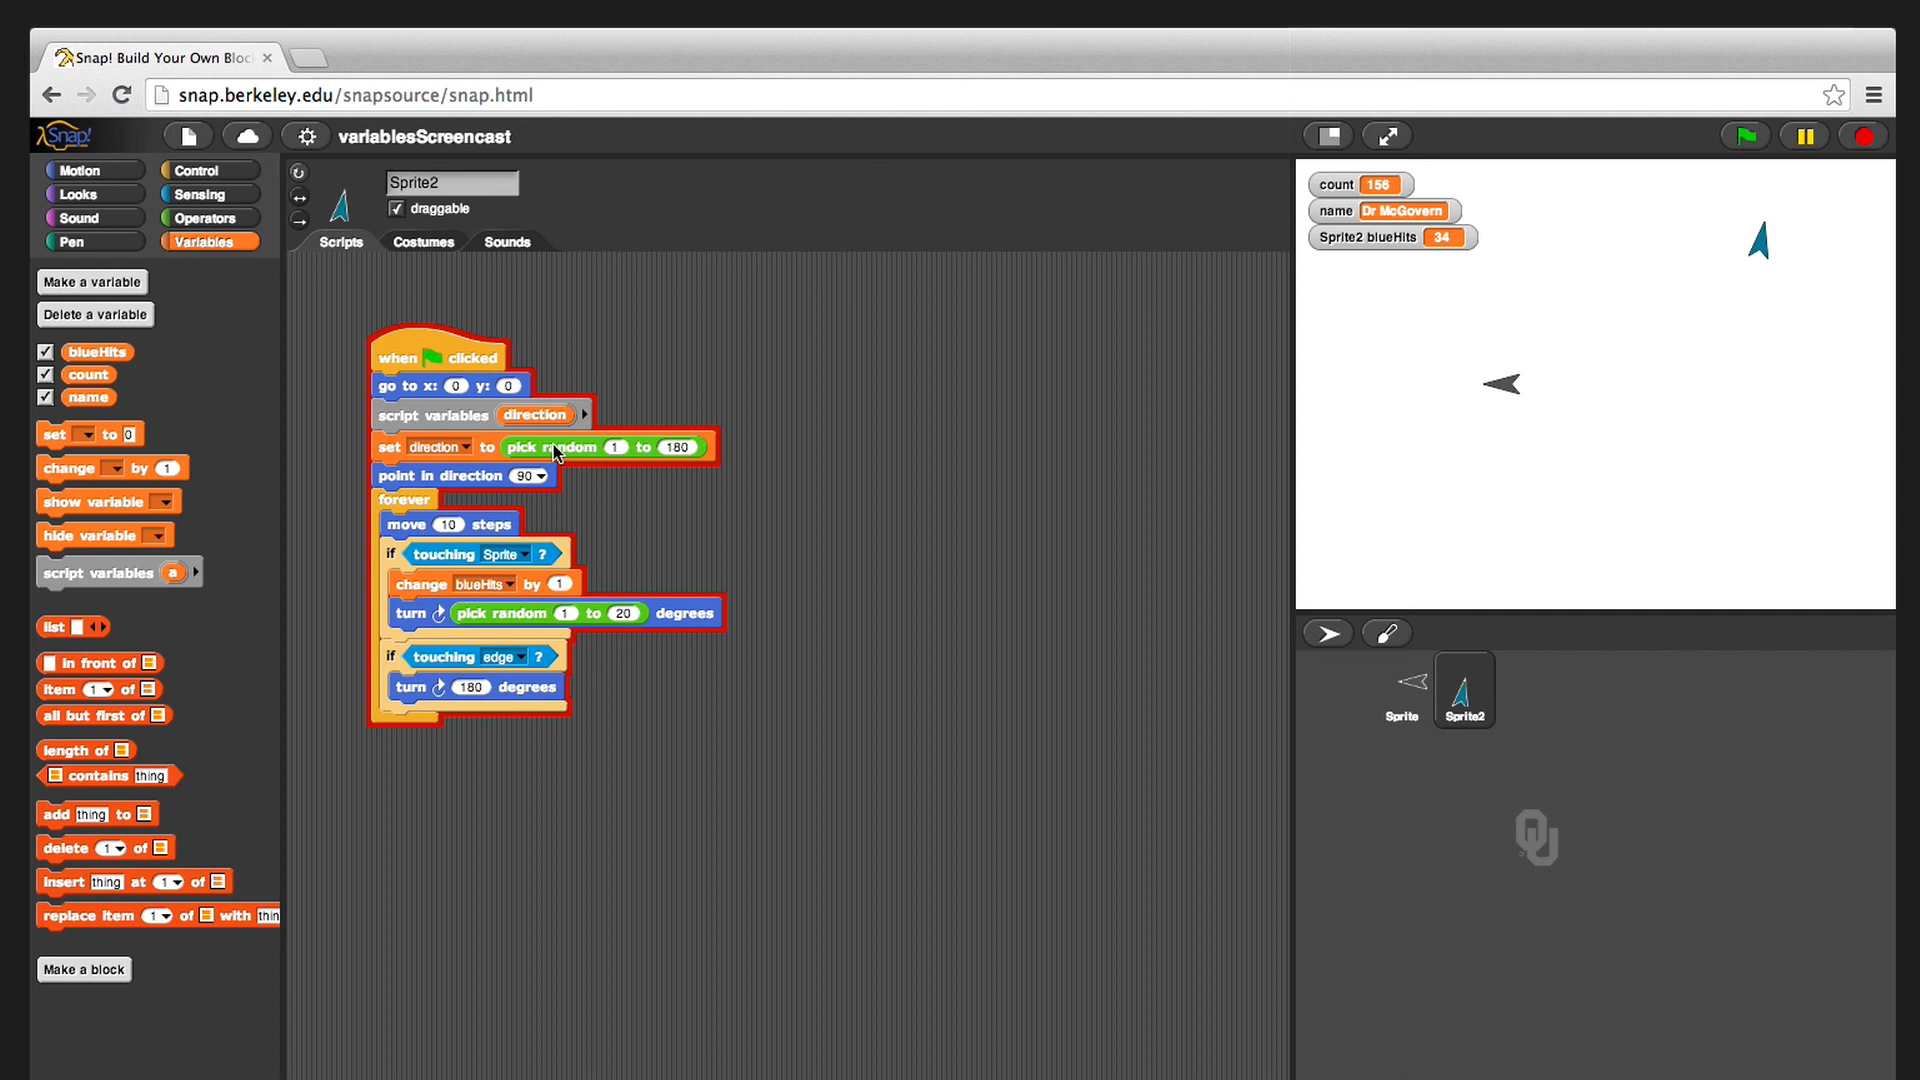 Snap! Build Your Own Bloc
snap.berkeley.edu/snapsource/snap.html
Snap!
variablesScreencast
Motion Control
Looks Sensing
Sound Operators
Pen Variables
Make a variable
Delete a variable
blueHits
count
name
set to 0
change by 1
show variable
hide variable
script variables a
list
in front of
item 1 of
all but first of
length of
contains thing
add thing to
delete 1 of
insert thing at 1 of
replace item 1 of with thin
Make a block
Sprite2
draggable
Scripts Costumes Sounds
when clicked
go to x: 0 y: 0
script variables direction
set direction to pick random 1 to 180
point in direction 90
forever
move 10 steps
if touching Sprite ?
change blueHits by 1
turn pick random 1 to 20 degrees
if touching edge ?
turn 180 degrees
count 156
name Dr McGovern
Sprite2 blueHits 34
Sprite Sprite2
OU